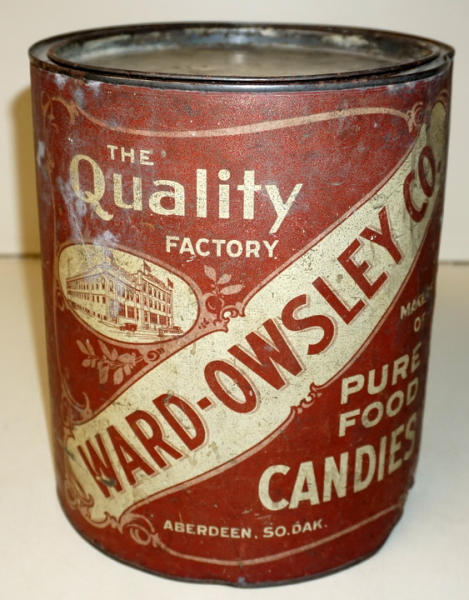 THE
Quality
FACTORY
WARD-OWSLEY CO.
MAKERS
OF
PURE
FOOD
CANDIES
ABERDEEN, SO.DAK.